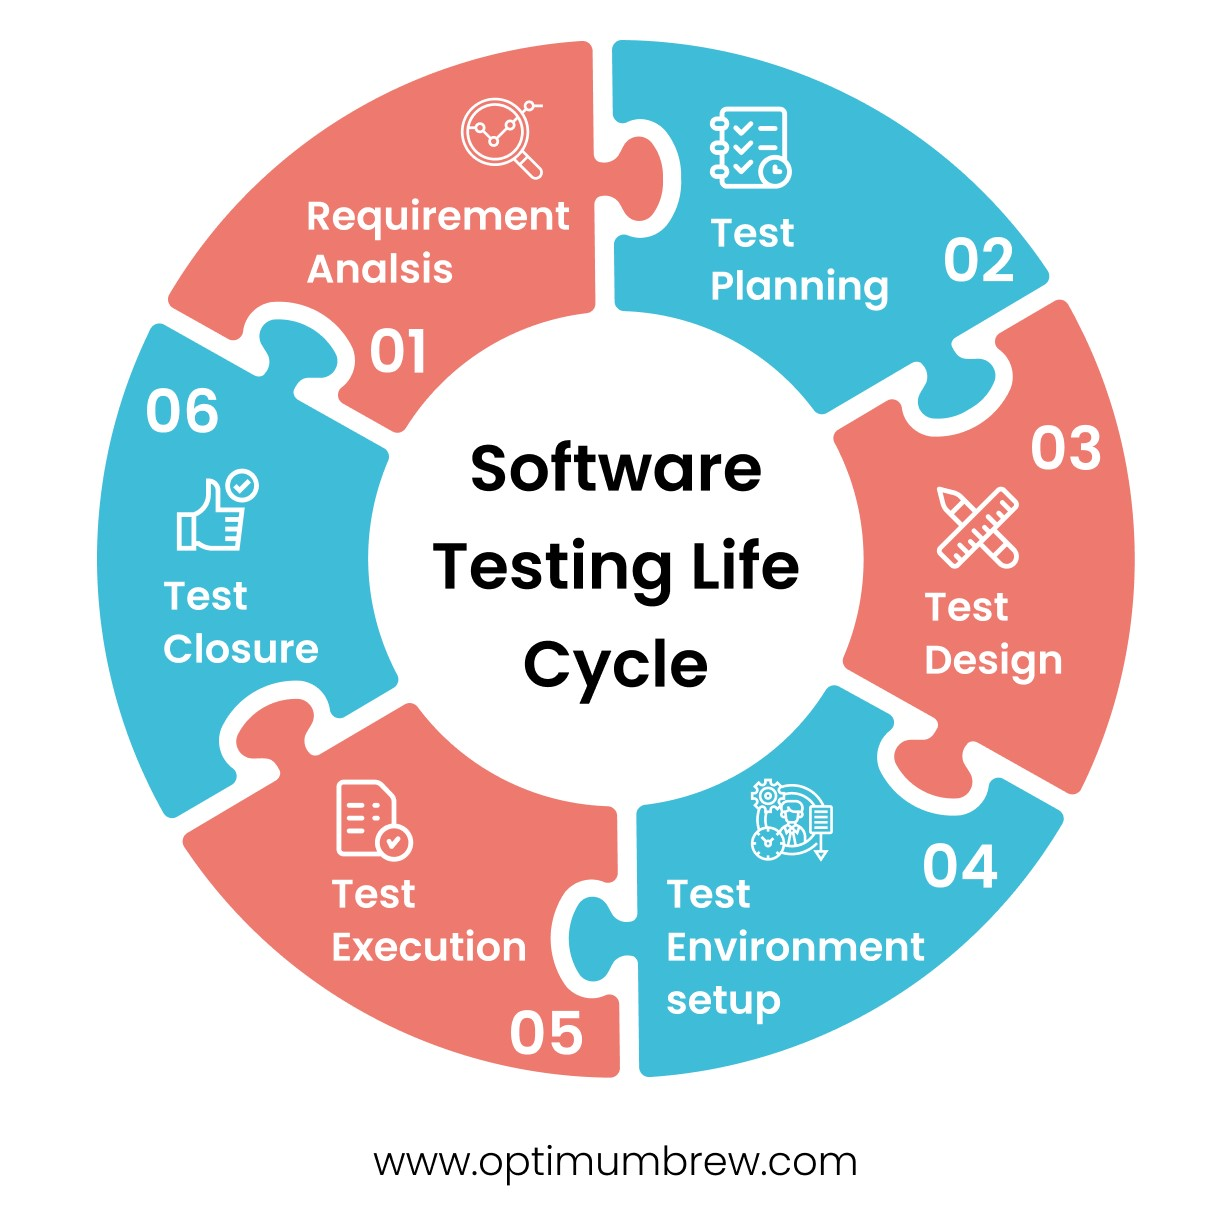 Requirement
Analsis
01
Test
Planning
02
03
Test
Design
04
Test
Environment
setup
Test
Execution
05
06
Test
Closure
Software
Testing Life
Cycle
www.optimumbrew.com